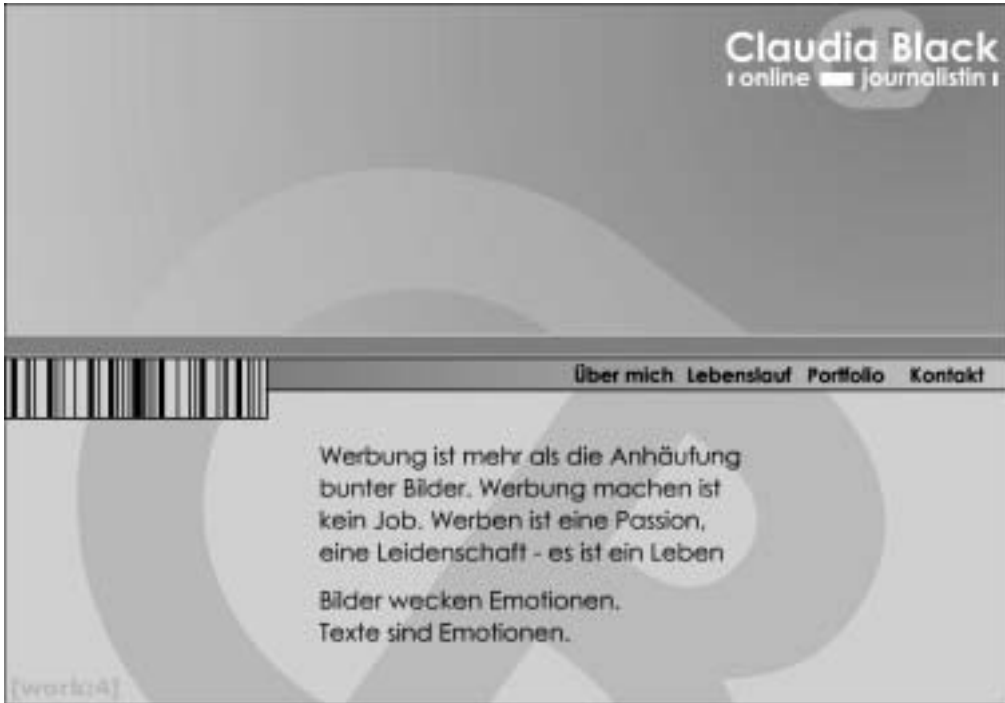 Claudia Black
online journalistin
Über mich Lebenslauf Portfolio Kontakt
Werbung ist mehr als die Anhäufung
bunter Bilder. Werbung machen ist
kein Job. Werben ist eine Passion,
eine Leidenschaft - es ist ein Leben
Bilder wecken Emotionen.
Texte sind Emotionen.
[work:4]